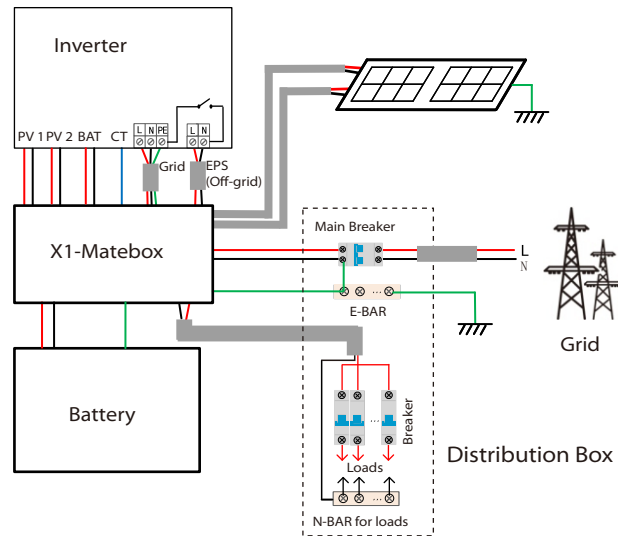 Inverter
PV 1 PV 2 BAT CT
L N PE
L N
Grid
EPS
(Off-grid)
X1-Matebox
Main Breaker
L
N
...
E-BAR
Grid
Battery
...
Breaker
Loads
Distribution Box
...
N-BAR for loads